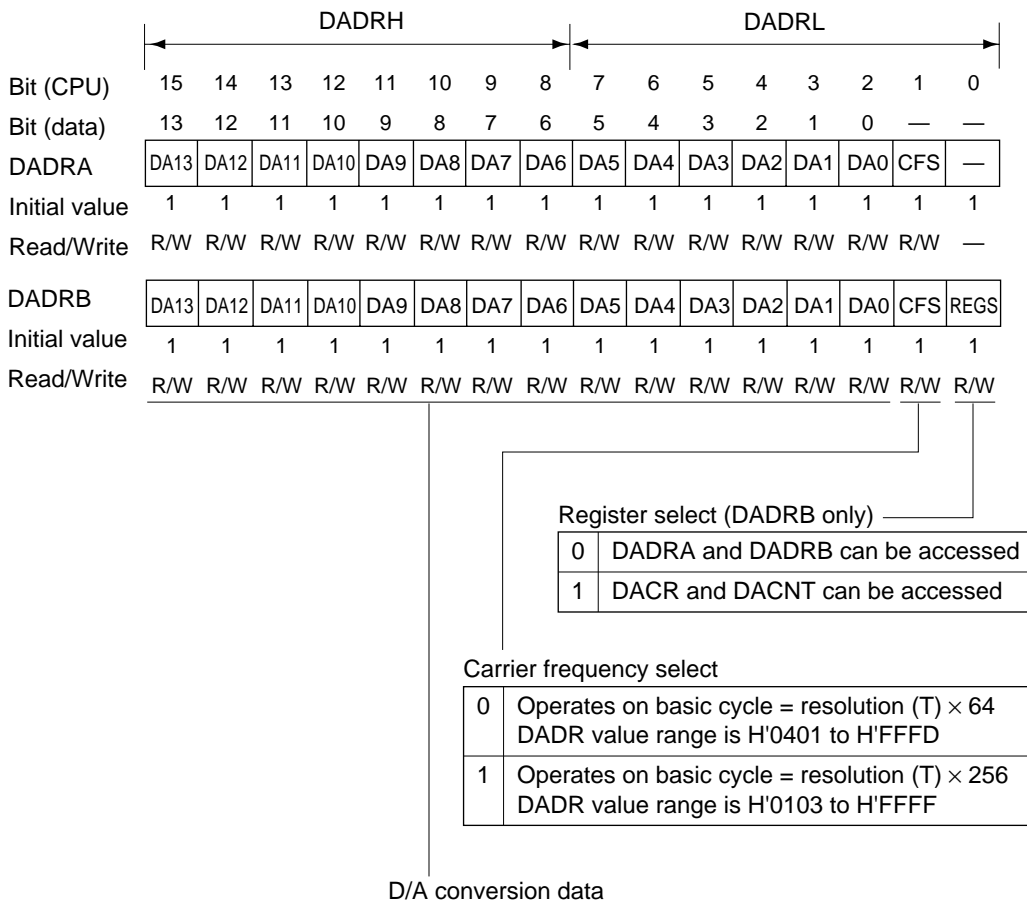 DADRH DADRL
Bit (CPU) 15 14 13 12 11 10 9 8 7 6 5 4 3 2 1 0
Bit (data) 13 12 11 10 9 8 7 6 5 4 3 2 1 0 — —
DADRA DA13 DA12 DA11 DA10 DA9 DA8 DA7 DA6 DA5 DA4 DA3 DA2 DA1 DA0 CFS —
Initial value 1 1 1 1 1 1 1 1 1 1 1 1 1 1 1 1
Read/Write R/W R/W R/W R/W R/W R/W R/W R/W R/W R/W R/W R/W R/W R/W R/W —
DADRB DA13 DA12 DA11 DA10 DA9 DA8 DA7 DA6 DA5 DA4 DA3 DA2 DA1 DA0 CFS REGS
Initial value 1 1 1 1 1 1 1 1 1 1 1 1 1 1 1 1
Read/Write R/W R/W R/W R/W R/W R/W R/W R/W R/W R/W R/W R/W R/W R/W R/W R/W
Register select (DADRB only)
0 DADRA and DADRB can be accessed
1 DACR and DACNT can be accessed
Carrier frequency select
0 Operates on basic cycle = resolution (T) × 64
DADR value range is H'0401 to H'FFFD
1 Operates on basic cycle = resolution (T) × 256
DADR value range is H'0103 to H'FFFF
D/A conversion data